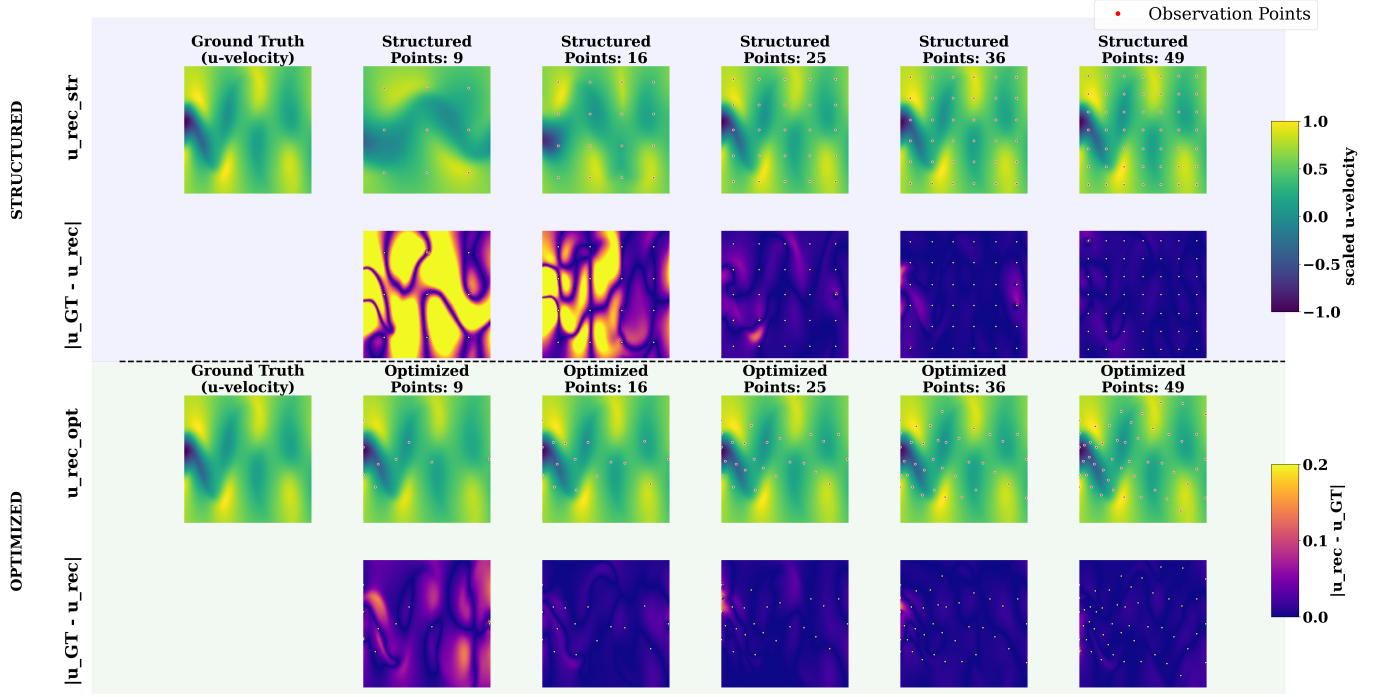 Observation Points
STRUCTURED
u_rec_str
Ground Truth
(u-velocity)
Structured
Points: 9
Structured
Points: 16
Structured
Points: 25
Structured
Points: 36
Structured
Points: 49
|u_GT - u_rec|
1.0
0.5
0.0
−0.5
−1.0
scaled u-velocity
OPTIMIZED
u_rec_opt
Ground Truth
(u-velocity)
Optimized
Points: 9
Optimized
Points: 16
Optimized
Points: 25
Optimized
Points: 36
Optimized
Points: 49
|u_GT - u_rec|
0.2
0.1
0.0
|u_rec - u_GT|